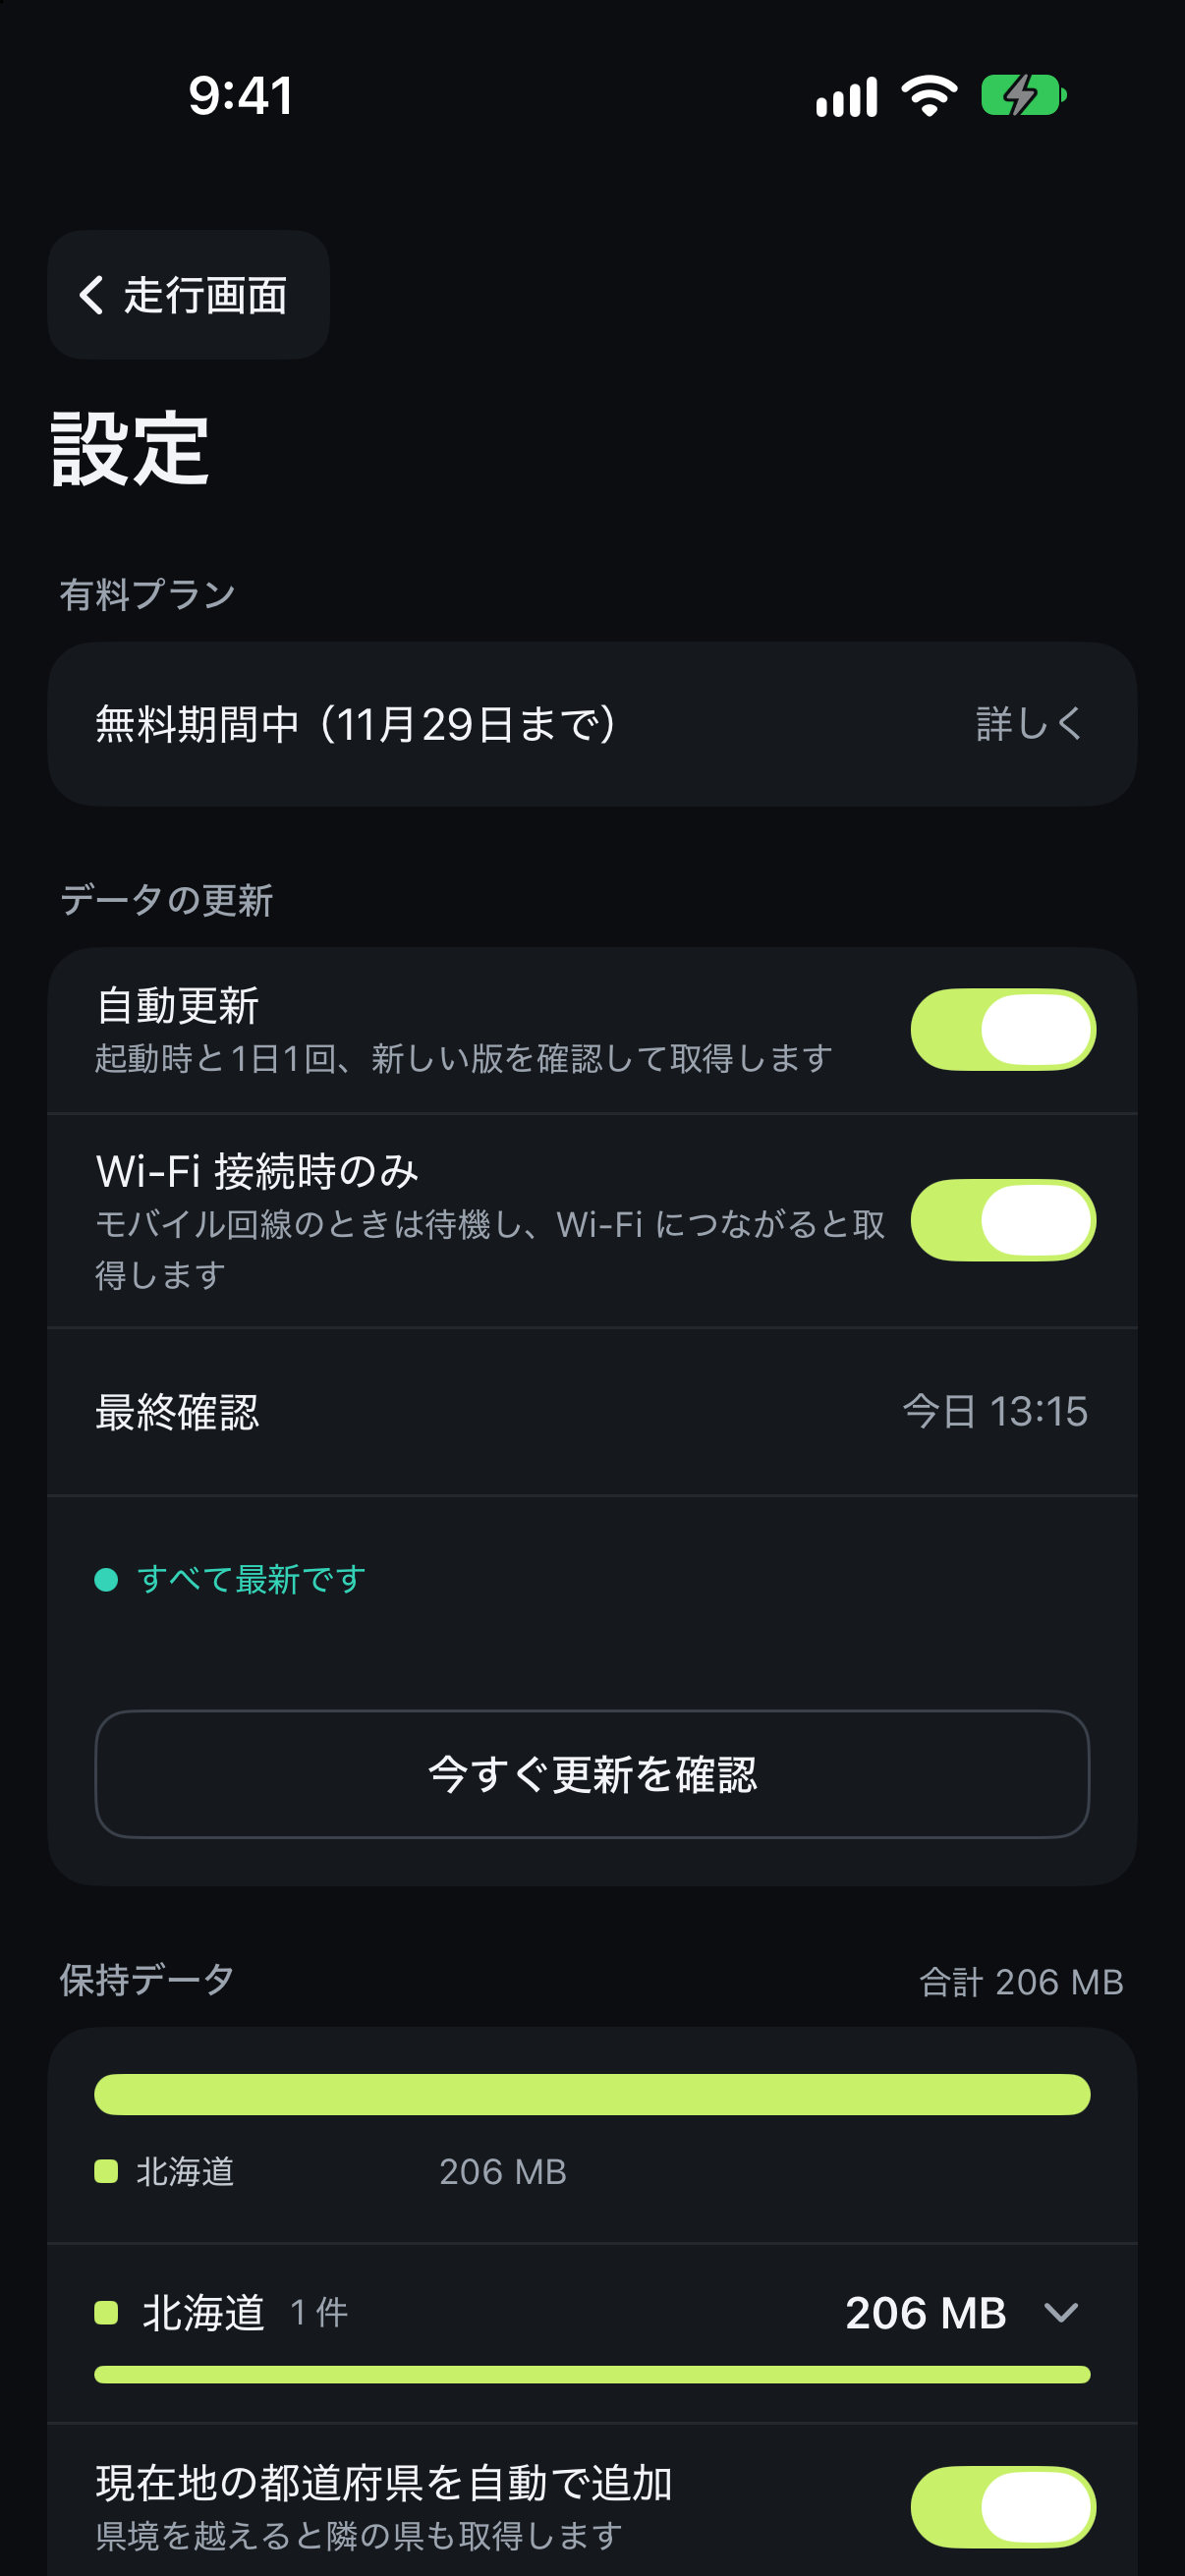 9:41
走行画面
設定
有料プラン
無料期間中（11月29日まで）
詳しく
データの更新
自動更新
起動時と1日1回、新しい版を確認して取得します
Wi-Fi 接続時のみ
モバイル回線のときは待機し、Wi-Fi につながると取
得します
最終確認
今日 13:15
すべて最新です
今すぐ更新を確認
保持データ
合計 206 MB
北海道
206 MB
北海道 1 件
206 MB
現在地の都道府県を自動で追加
県境を越えると隣の県も取得します